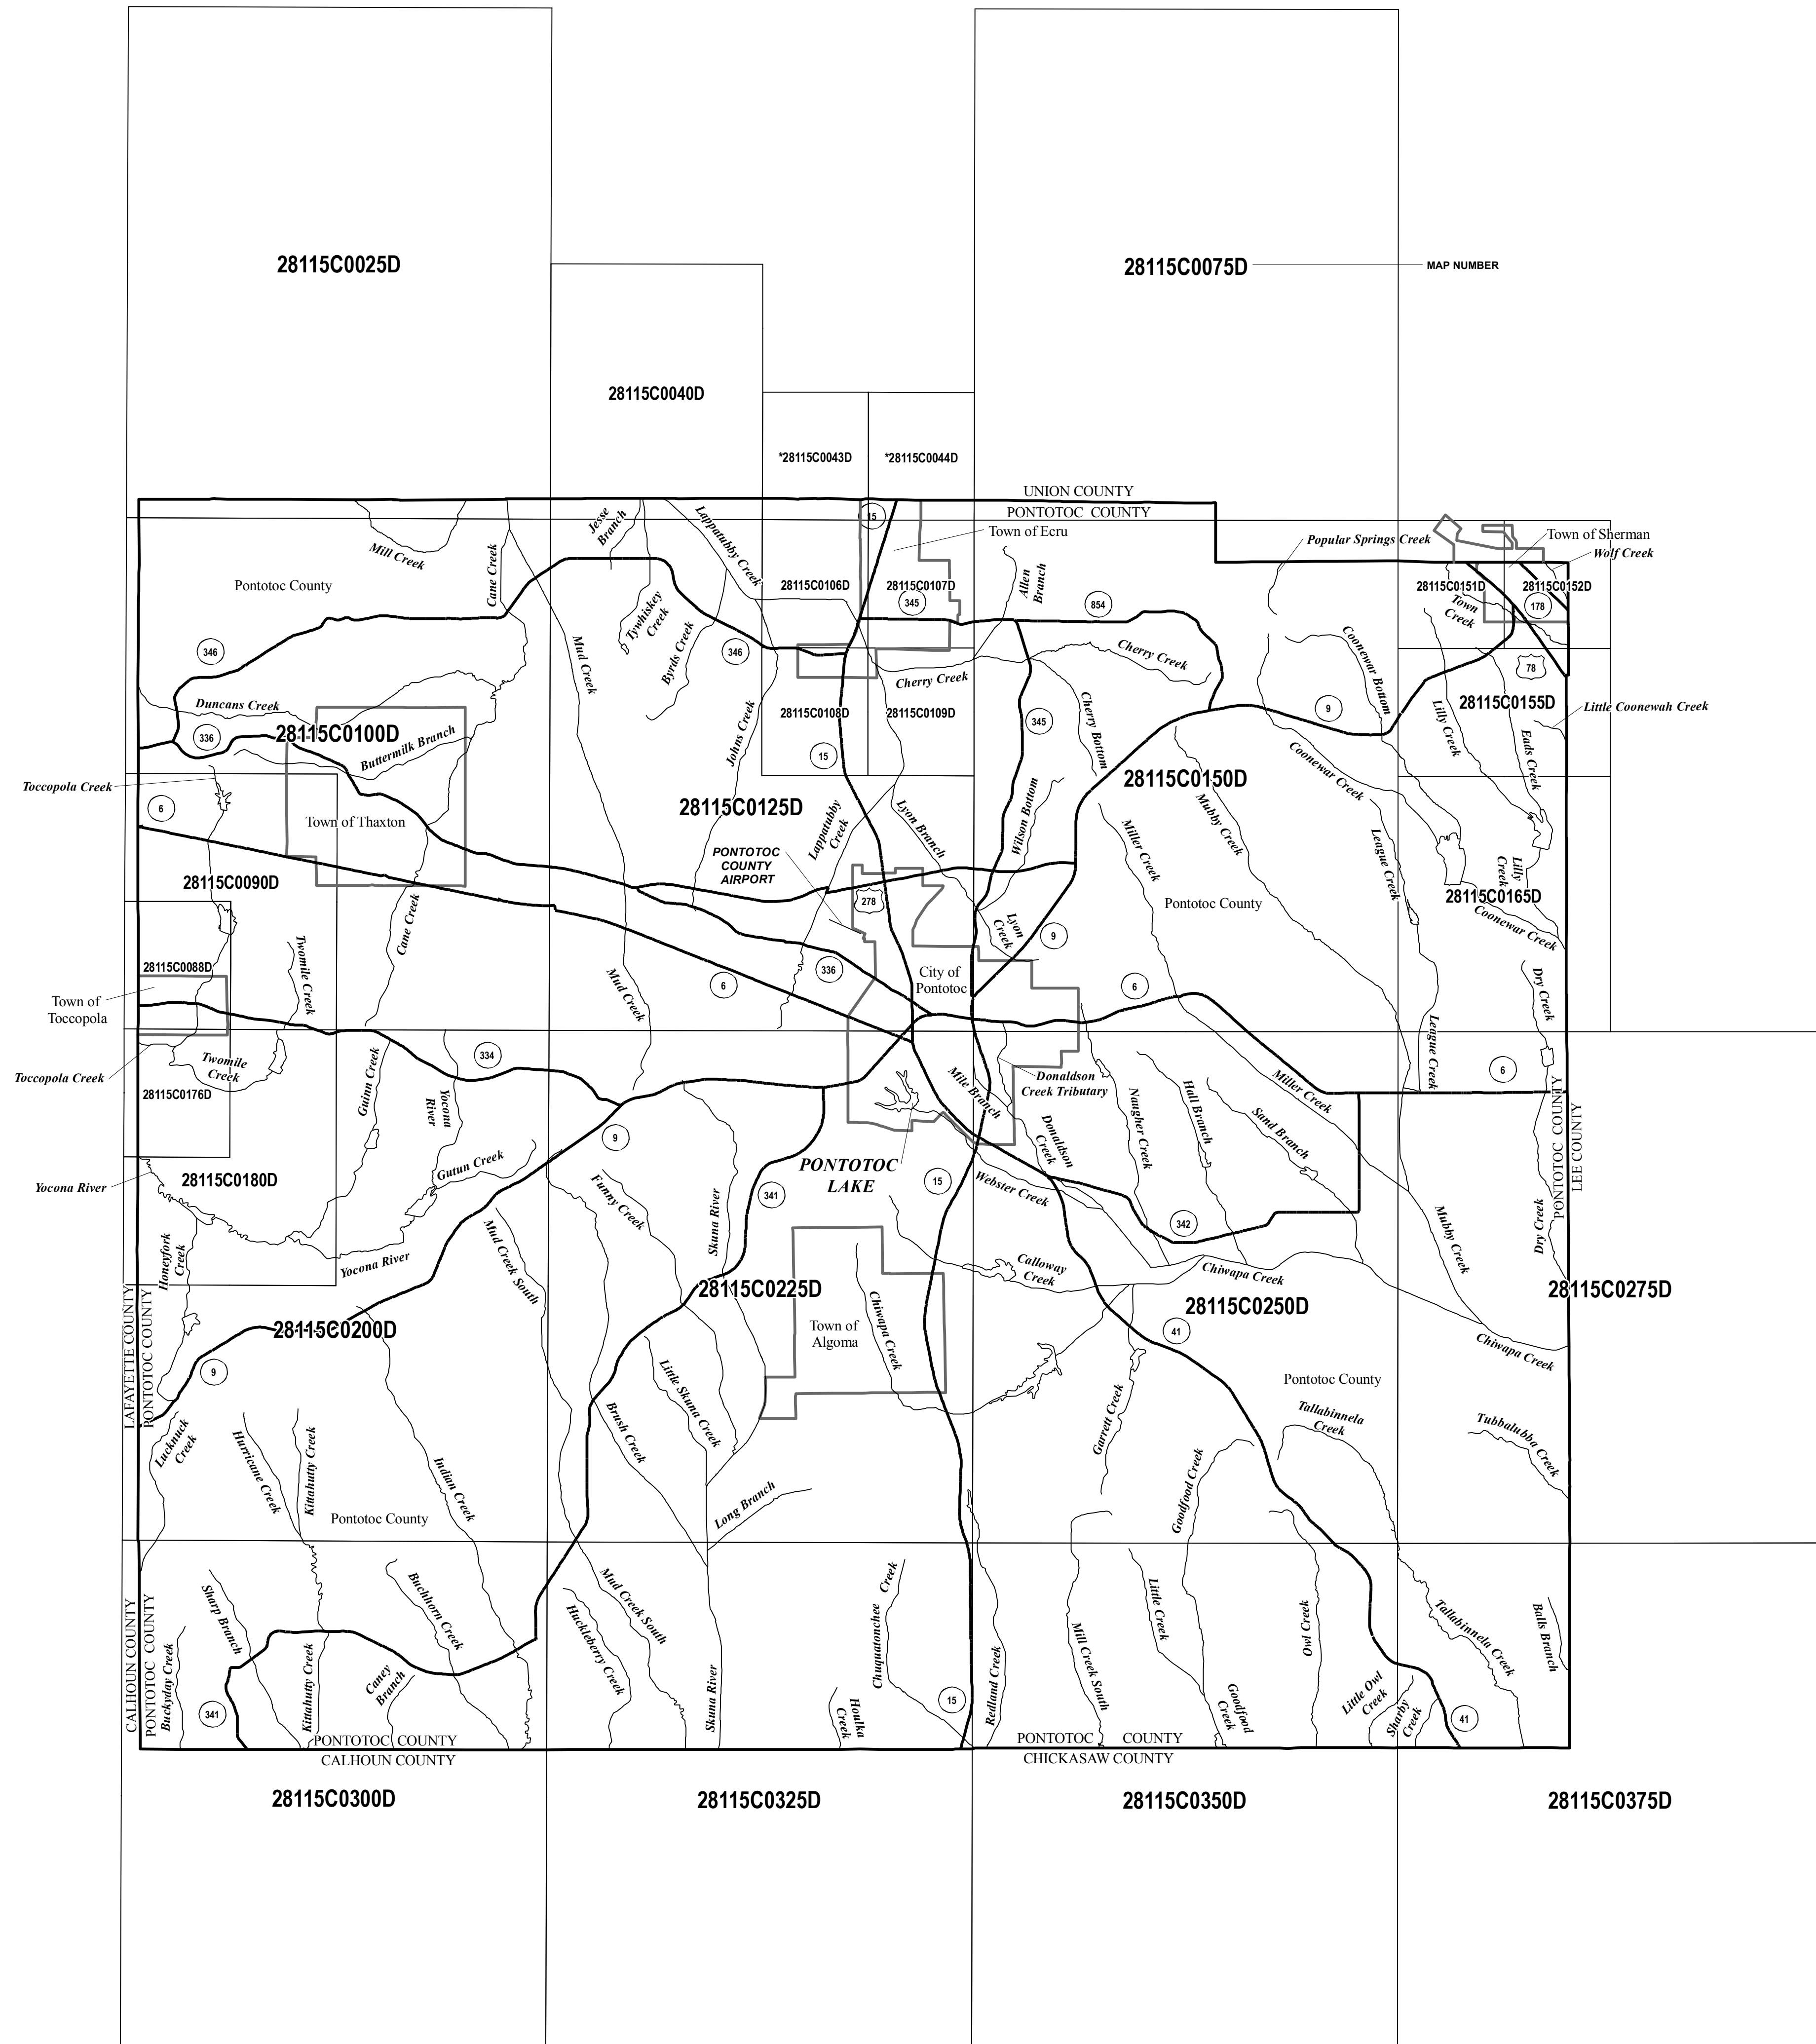 28115C0025D
28115C0075D
MAP NUMBER
28115C0040D
*28115C0043D
*28115C0044D
UNION COUNTY
PONTOTOC COUNTY
15
Town of Ecru
Jesse
Branch
Lappatubby Creek
Mill Creek
Cane Creek
Pontotoc County
Popular Springs Creek
Town of Sherman
Wolf Creek
28115C0106D
28115C0107D
345
Allen
Branch
854
28115C0151D
28115C0152D
178
Town
Creek
Tywhiskey
Creek
Byrds Creek
346
346
Mud Creek
Cherry Creek
Cherry Creek
Coonewar Bottom
78
28115C0155D
Duncans Creek
336
28115C0100D
Buttermilk Branch
Johns Creek
28115C0108D
28115C0109D
15
345
Cherry Bottom
9
Lilly Creek
Eads Creek
Little Coonewah Creek
Toccopola Creek
6
Town of Thaxton
28115C0125D
28115C0150D
Coonewar Creek
Mubby Creek
Lappatubby
Creek
Lyon Branch
Wilson Bottom
Miller Creek
League Creek
PONTOTOC
COUNTY
AIRPORT
28115C0090D
278
Lilly
Creek
28115C0165D
Pontotoc County
Coonewar Creek
Cane Creek
Lyon
Creek
9
Twomile Creek
28115C0088D
Mud Creek
336
6
City of
Pontotoc
6
Dry Creek
Town of
Toccopola
League Creek
334
Twomile
Creek
Toccopola Creek
28115C0176D
Guinn Creek
Yocona
River
Mile Branch
Donaldson
Creek Tributary
Naugher Creek
Hall Branch
Sand Branch
Miller Creek
6
PONTOTOC COUNTY
LEE COUNTY
9
Donaldson
Creek
Gutun Creek
28115C0180D
Yocona River
PONTOTOC
LAKE
Funny Creek
Skuna River
341
15
Webster Creek
342
Mud Creek South
Mubby Creek
Dry Creek
Honeyfork
Creek
Yocona River
Calloway
Creek
Chiwapa Creek
28115C0225D
28115C0250D
28115C0275D
LAFAYETTE COUNTY
PONTOTOC COUNTY
28115C0200D
Town of
Algoma
Chiwapa Creek
41
Chiwapa Creek
9
Little Skuna Creek
Garrett Creek
Pontotoc County
Tallabinnela
Creek
Tubbalubba Creek
Lucknuck
Creek
Hurricane Creek
Kittahutty Creek
Indian Creek
Brush Creek
Goodfood Creek
Long Branch
Pontotoc County
CALHOUN COUNTY
PONTOTOC COUNTY
Sharp Branch
Buchhorn Creek
Mud Creek South
Huckleberry Creek
Chuquatonchee Creek
Little Creek
Owl Creek
Tallabinnela Creek
Balls Branch
Buckyday Creek
Kittahutty Creek
Caney
Branch
Skuna River
Houlka
Creek
15
Redland Creek
Mill Creek South
Goodfood
Creek
Little Owl
Creek
Sharby
Creek
41
341
PONTOTOC COUNTY
CALHOUN COUNTY
PONTOTOC COUNTY
CHICKASAW COUNTY
28115C0300D
28115C0325D
28115C0350D
28115C0375D